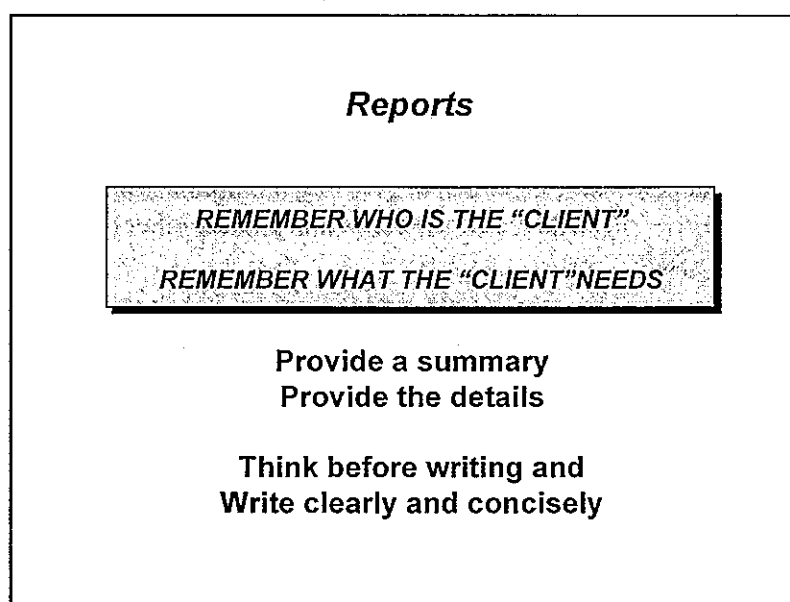 Reports
REMEMBER WHO IS THE “CLIENT”
REMEMBER WHAT THE “CLIENT”NEEDS
Provide a summary
Provide the details
Think before writing and
Write clearly and concisely